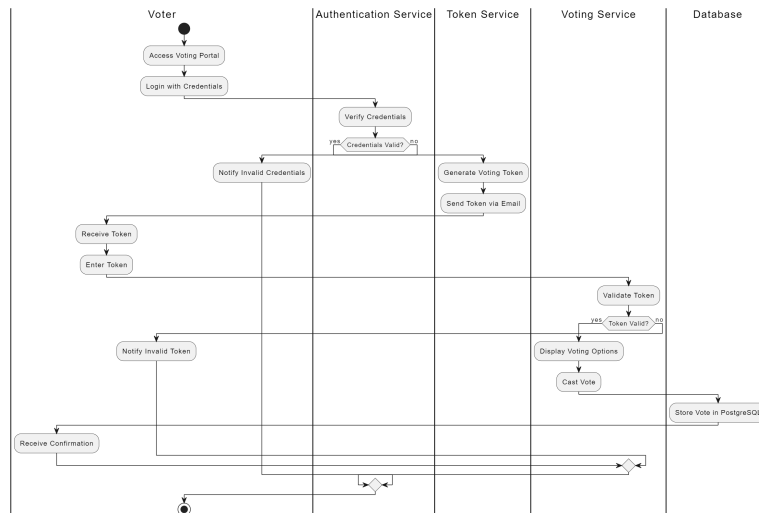 Voter
Authentication Service
Token Service
Voting Service
Database
Access Voting Portal
Login with Credentials
Verify Credentials
yes
Credentials Valid?
no
Notify Invalid Credentials
Generate Voting Token
Send Token via Email
Receive Token
Enter Token
Validate Token
yes
Token Valid?
no
Notify Invalid Token
Display Voting Options
Cast Vote
Store Vote in PostgreSQL
Receive Confirmation